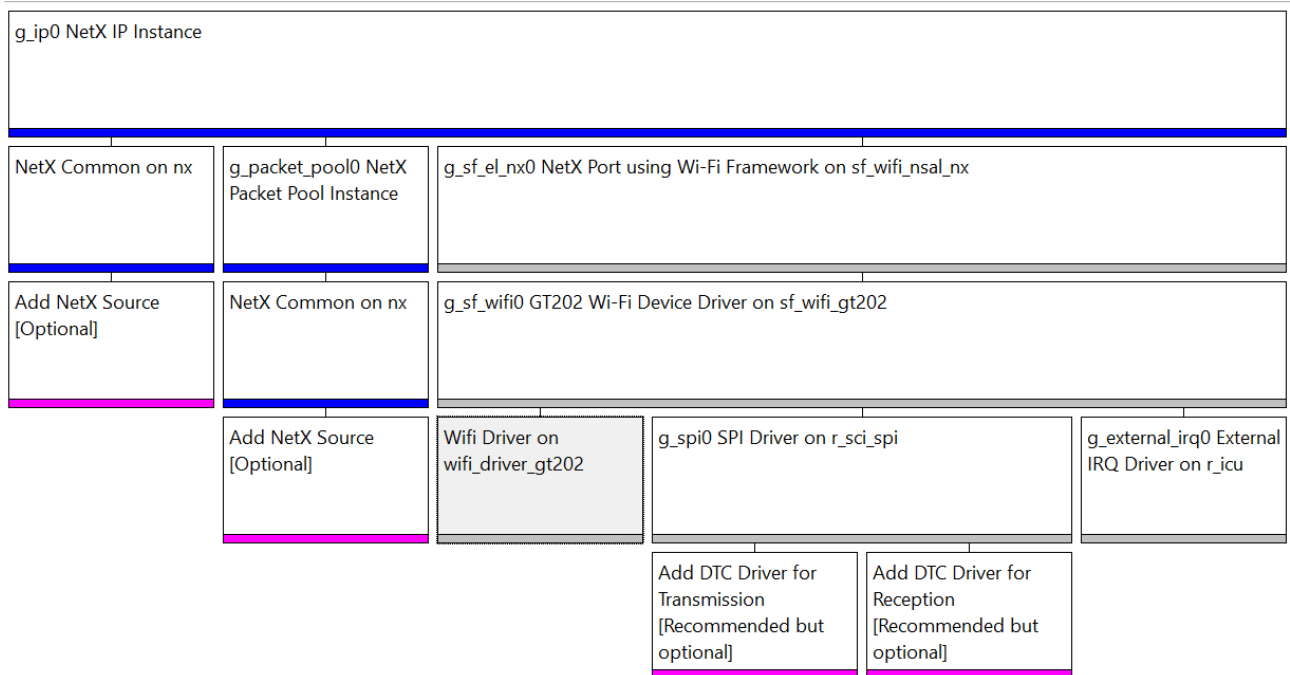 g_ip0 NetX IP Instance
NetX Common on nx
g_packet_pool0 NetX
Packet Pool Instance
g_sf_el_nx0 NetX Port using Wi-Fi Framework on sf_wifi_nsal_nx
Add NetX Source
[Optional]
NetX Common on nx
g_sf_wifi0 GT202 Wi-Fi Device Driver on sf_wifi_gt202
Add NetX Source
[Optional]
Wifi Driver on
wifi_driver_gt202
g_spi0 SPI Driver on r_sci_spi
g_external_irq0 External
IRQ Driver on r_icu
Add DTC Driver for
Transmission
[Recommended but
optional]
Add DTC Driver for
Reception
[Recommended but
optional]